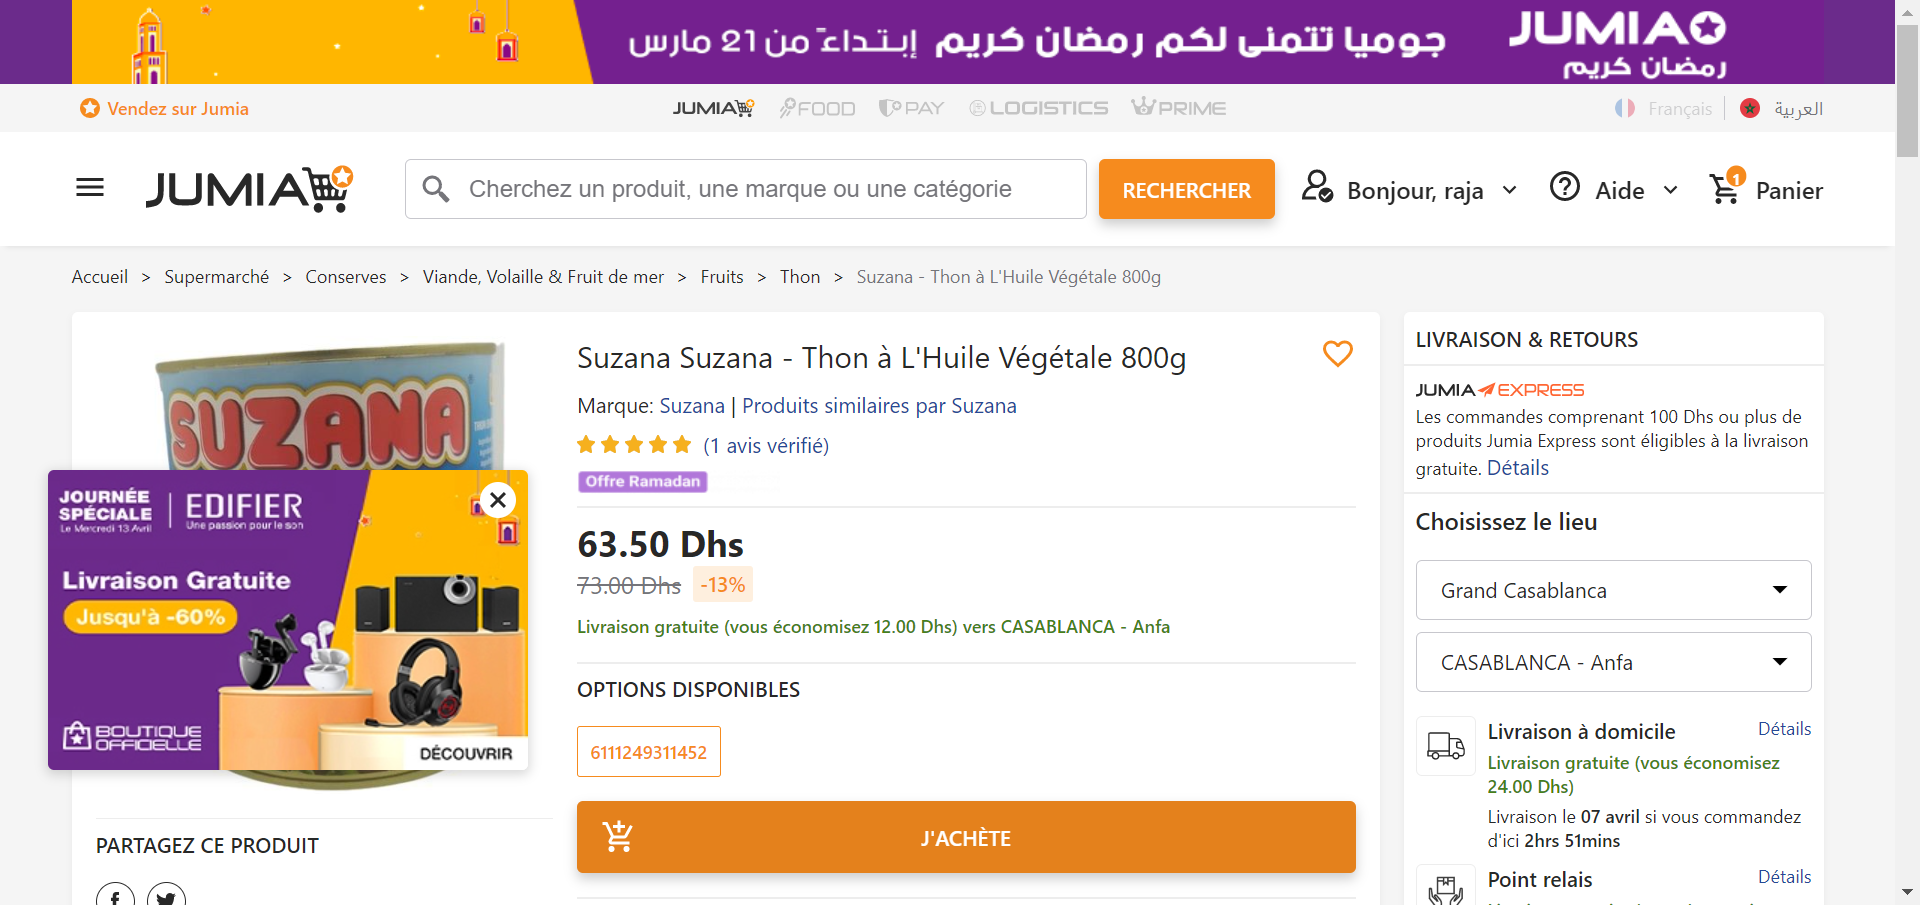 جوميا تتمنى لكم رمضان كريم إبتداءً من 21 مارس
JUMIA
رمضان كريم
Vendez sur Jumia
JUMIA
FOOD
PAY
LOGISTICS
PRIME
Français
العربية
JUMIA
Cherchez un produit, une marque ou une catégorie
RECHERCHER
Bonjour, raja
Aide
1
Panier
Accueil > Supermarché > Conserves > Viande, Volaille & Fruit de mer > Fruits > Thon > Suzana - Thon à L'Huile Végétale 800g
SUZANA
JOURNÉE
SPÉCIALE
Le Mercredi 13 Avril
EDIFIER
Une passion pour le son
Livraison Gratuite
Jusqu'à -60%
BOUTIQUE
OFFICIELLE
DÉCOUVRIR
PARTAGEZ CE PRODUIT
Suzana Suzana - Thon à L'Huile Végétale 800g
Marque: Suzana | Produits similaires par Suzana
(1 avis vérifié)
Offre Ramadan
63.50 Dhs
73.00 Dhs -13%
Livraison gratuite (vous économisez 12.00 Dhs) vers CASABLANCA - Anfa
OPTIONS DISPONIBLES
6111249311452
J'ACHÈTE
LIVRAISON & RETOURS
JUMIA EXPRESS
Les commandes comprenant 100 Dhs ou plus de
produits Jumia Express sont éligibles à la livraison
gratuite. Détails
Choisissez le lieu
Grand Casablanca
CASABLANCA - Anfa
Livraison à domicile
Détails
Livraison gratuite (vous économisez
24.00 Dhs)
Livraison le 07 avril si vous commandez
d'ici 2hrs 51mins
Point relais
Détails